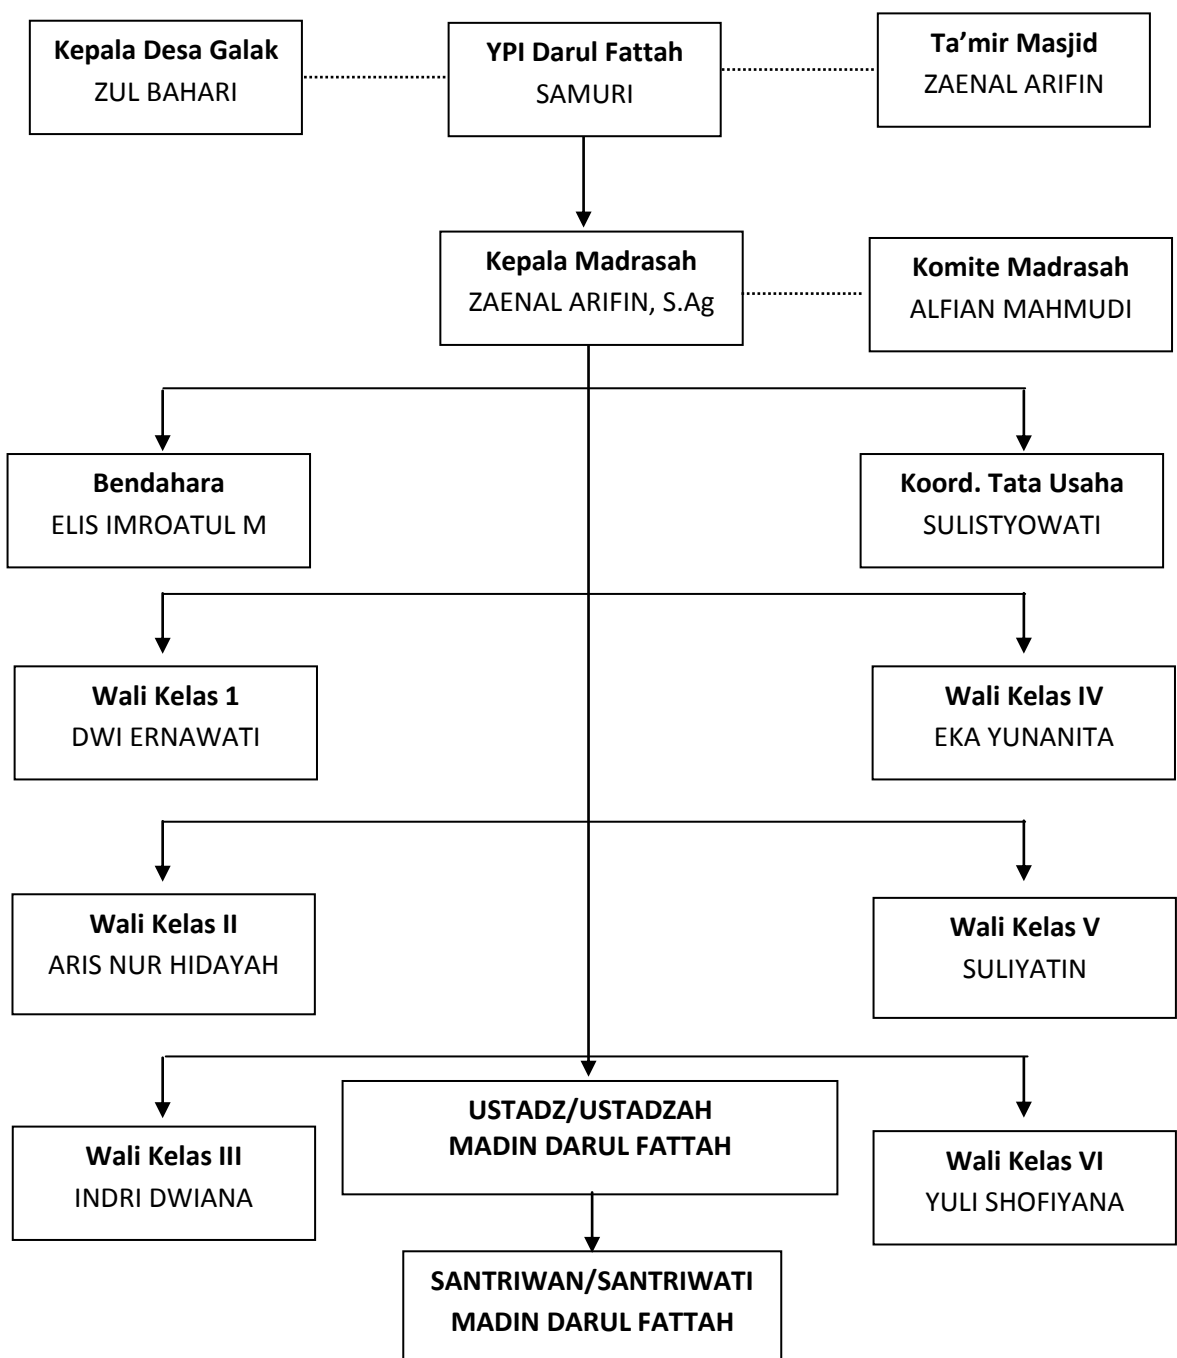 Kepala Desa Galak
ZUL BAHARI
YPI Darul Fattah
SAMURI
Ta’mir Masjid
ZAENAL ARIFIN
Kepala Madrasah
ZAENAL ARIFIN, S.Ag
Komite Madrasah
ALFIAN MAHMUDI
Bendahara
ELIS IMROATUL M
Koord. Tata Usaha
SULISTYOWATI
Wali Kelas 1
DWI ERNAWATI
Wali Kelas IV
EKA YUNANITA
Wali Kelas II
ARIS NUR HIDAYAH
Wali Kelas V
SULIYATIN
USTADZ/USTADZAH
MADIN DARUL FATTAH
Wali Kelas III
INDRI DWIANA
Wali Kelas VI
YULI SHOFIYANA
SANTRIWAN/SANTRIWATI
MADIN DARUL FATTAH